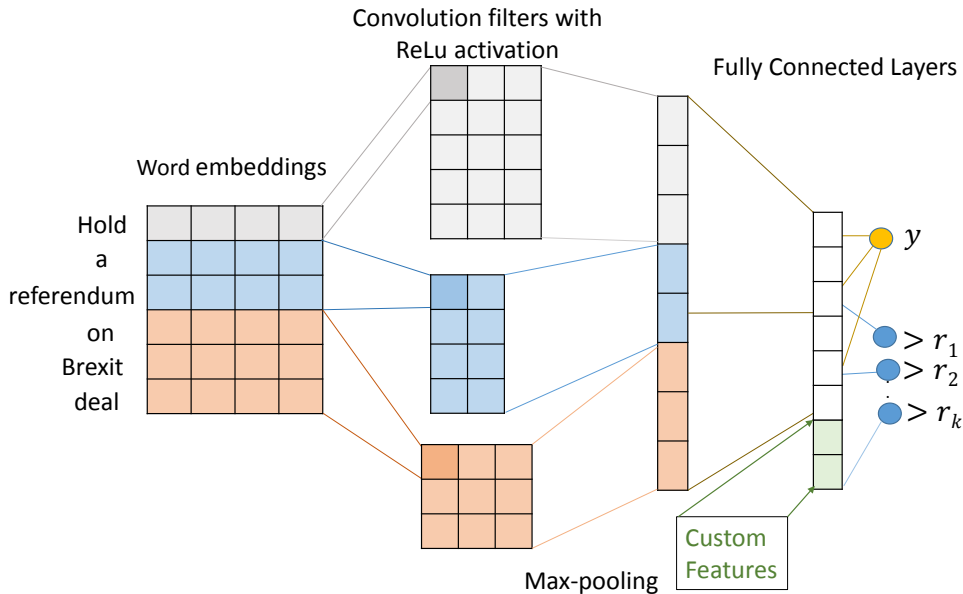 Convolution filters with
ReLu activation
Fully Connected Layers
Word embeddings
Hold
a
referendum
on
Brexit
deal
y
> r₁
> r₂
.
.
> rₖ
Custom
Features
Max-pooling